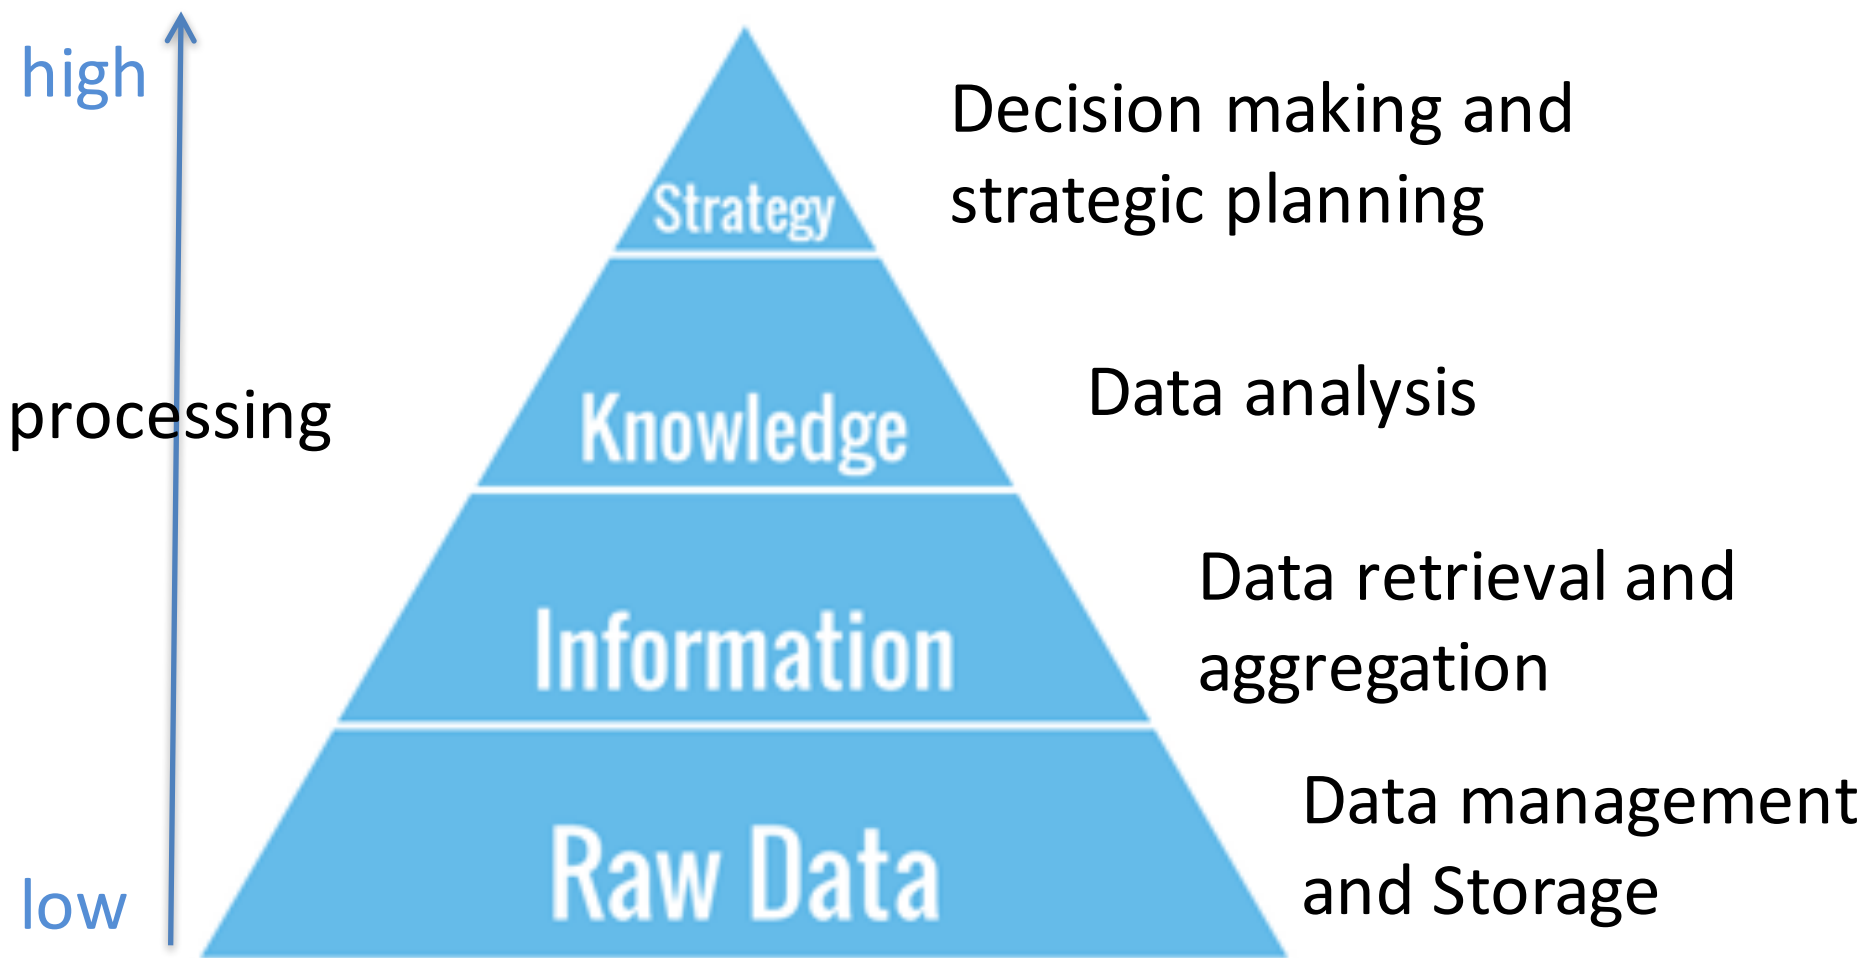 high
Decision making and
strategic planning
Strategy
Data analysis
processing
Knowledge
Data retrieval and
aggregation
Information
Data management
and Storage
Raw Data
low